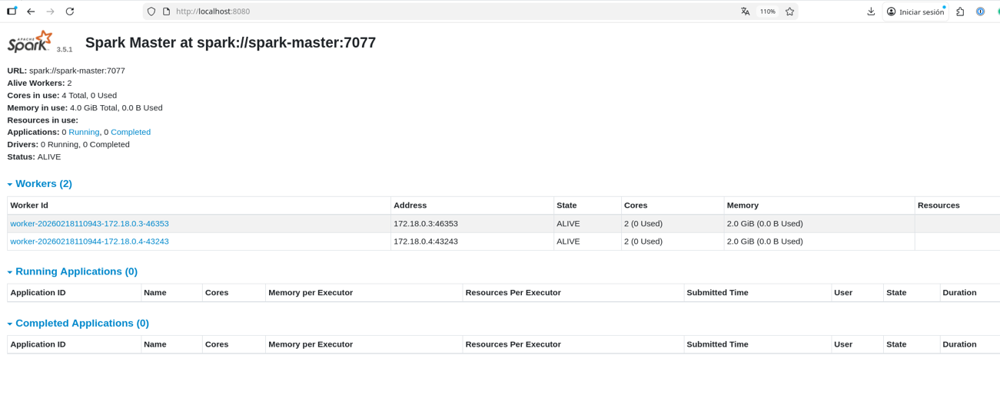 http://localhost:8080
110%
Iniciar sesión
APACHE
Spark 3.5.1
Spark Master at spark://spark-master:7077
URL: spark://spark-master:7077
Alive Workers: 2
Cores in use: 4 Total, 0 Used
Memory in use: 4.0 GiB Total, 0.0 B Used
Resources in use:
Applications: 0 Running, 0 Completed
Drivers: 0 Running, 0 Completed
Status: ALIVE
Workers (2)
Worker Id Address State Cores Memory Resources
worker-20260218110943-172.18.0.3-46353 172.18.0.3:46353 ALIVE 2 (0 Used) 2.0 GiB (0.0 B Used)
worker-20260218110944-172.18.0.4-43243 172.18.0.4:43243 ALIVE 2 (0 Used) 2.0 GiB (0.0 B Used)
Running Applications (0)
Application ID Name Cores Memory per Executor Resources Per Executor Submitted Time User State Duration
Completed Applications (0)
Application ID Name Cores Memory per Executor Resources Per Executor Submitted Time User State Duration